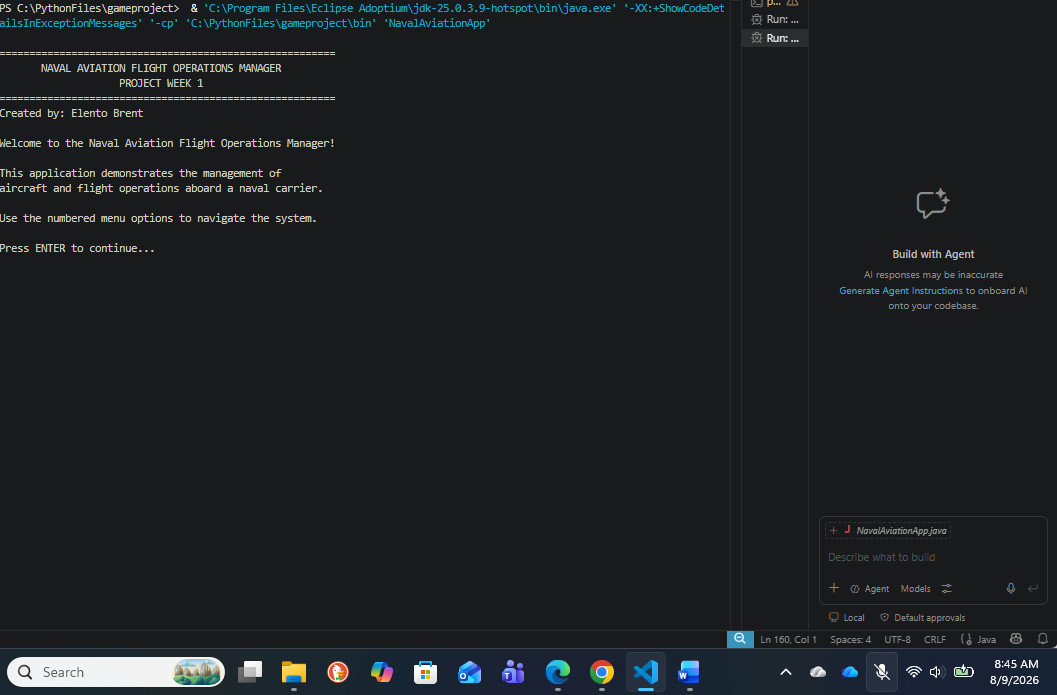 PS C:\PythonFiles\gameproject>  & 'C:\Program Files\Eclipse Adoptium\jdk-25.0.3.9-hotspot\bin\java.exe' '-XX:+ShowCodeDet
ailsInExceptionMessages' '-cp' 'C:\PythonFiles\gameproject\bin' 'NavalAviationApp'
========================================================
NAVAL AVIATION FLIGHT OPERATIONS MANAGER
PROJECT WEEK 1
========================================================
Created by: Elento Brent
Welcome to the Naval Aviation Flight Operations Manager!
This application demonstrates the management of
aircraft and flight operations aboard a naval carrier.
Use the numbered menu options to navigate the system.
Press ENTER to continue...
p...
Run: ...
Run: ...
Build with Agent
AI responses may be inaccurate
Generate Agent Instructions to onboard AI
onto your codebase.
NavalAviationApp.java
Describe what to build
Agent Models
Local Default approvals
Ln 160, Col 1 Spaces: 4 UTF-8 CRLF Java
Search
8:45 AM
8/9/2026